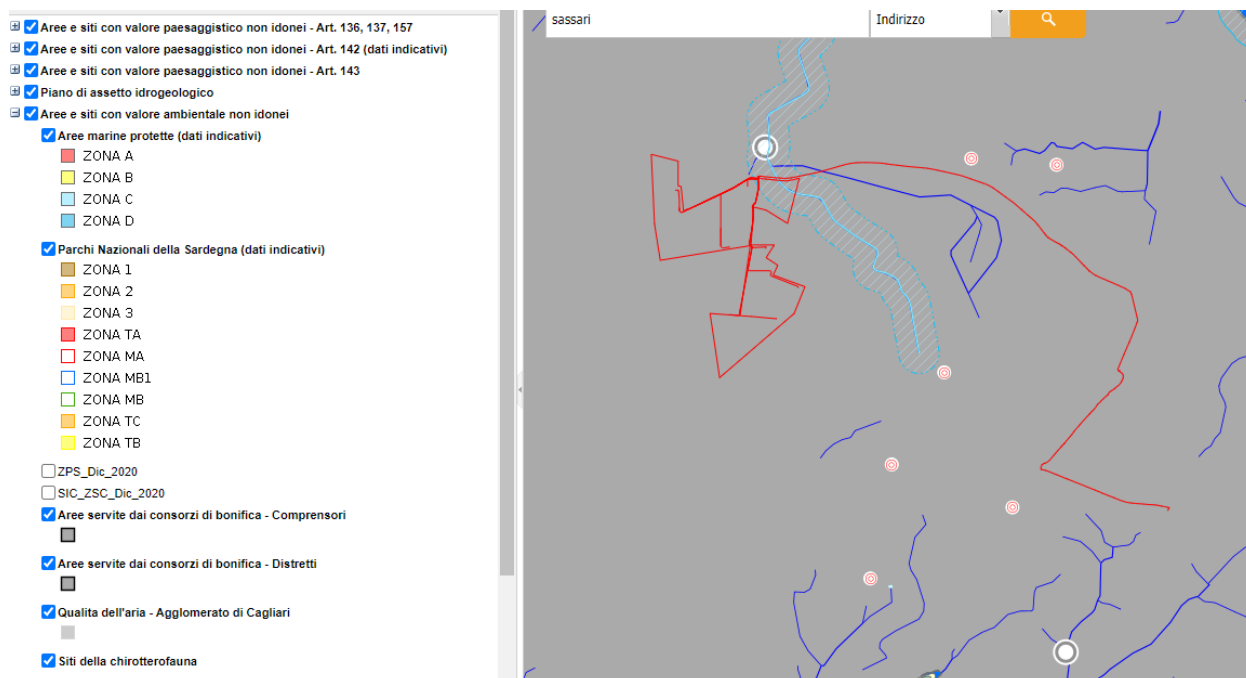 Aree e siti con valore paesaggistico non idonei - Art. 136, 137, 157
Aree e siti con valore paesaggistico non idonei - Art. 142 (dati indicativi)
Aree e siti con valore paesaggistico non idonei - Art. 143
Piano di assetto idrogeologico
Aree e siti con valore ambientale non idonei
Aree marine protette (dati indicativi)
ZONA A
ZONA B
ZONA C
ZONA D
Parchi Nazionali della Sardegna (dati indicativi)
ZONA 1
ZONA 2
ZONA 3
ZONA TA
ZONA MA
ZONA MB1
ZONA MB
ZONA TC
ZONA TB
ZPS_Dic_2020
SIC_ZSC_Dic_2020
Aree servite dai consorzi di bonifica - Comprensori
Aree servite dai consorzi di bonifica - Distretti
Qualita dell'aria - Agglomerato di Cagliari
Siti della chirotterofauna
sassari
Indirizzo